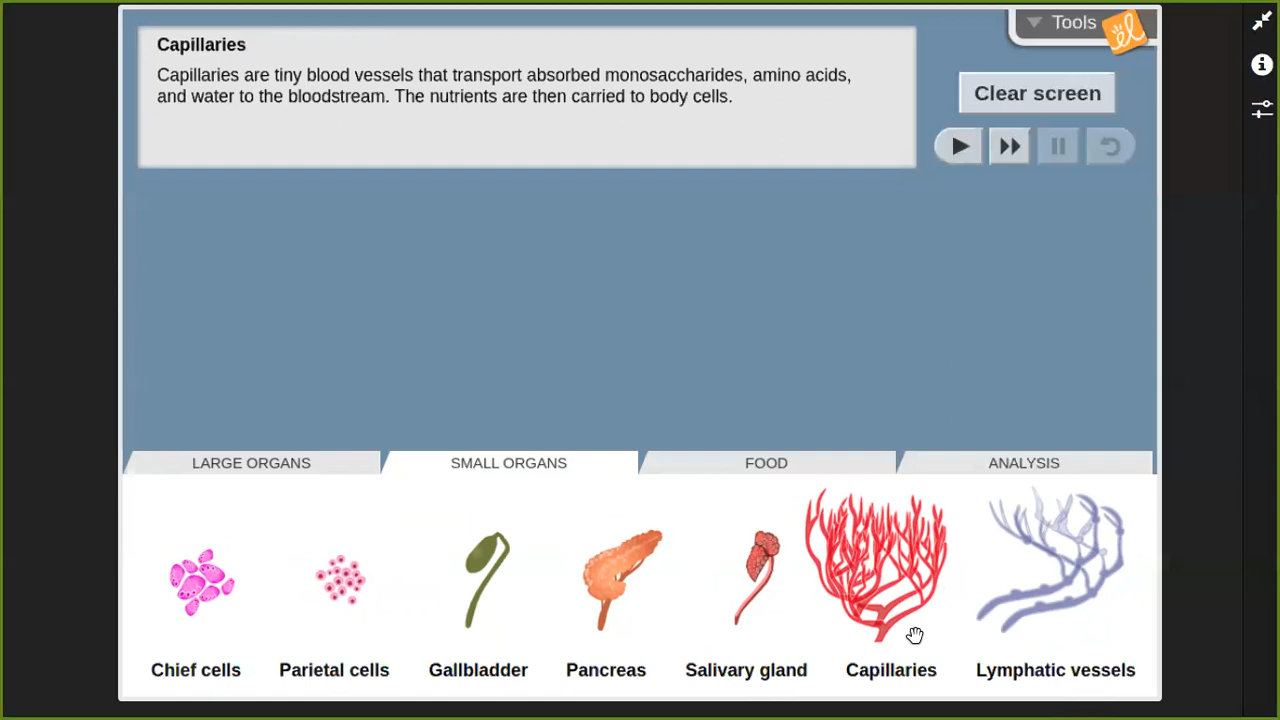 Tools
Capillaries
Capillaries are tiny blood vessels that transport absorbed monosaccharides, amino acids,
and water to the bloodstream. The nutrients are then carried to body cells.
Clear screen
LARGE ORGANS
SMALL ORGANS
FOOD
ANALYSIS
Chief cells
Parietal cells
Gallbladder
Pancreas
Salivary gland
Capillaries
Lymphatic vessels